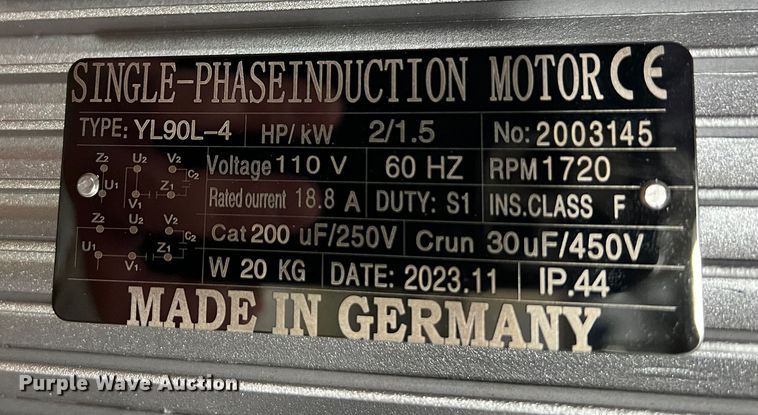 SINGLE-PHASEINDUCTION MOTOR CE
TYPE: YL90L-4 HP/kW. 2/1.5 No: 2003145
Z2 U2 V2 Voltage 110 V 60 HZ RPM 1720
C2
U1 V1 Z1 Rated ourrent 18.8 A DUTY: S1 INS.CLASS F
Z2 U2 V2 Cat 200 uF/250V Crun 30uF/450V
C2
U1 V1 Z1 W 20 KG DATE: 2023.11 IP.44
MADE IN GERMANY
Purple Wave Auction